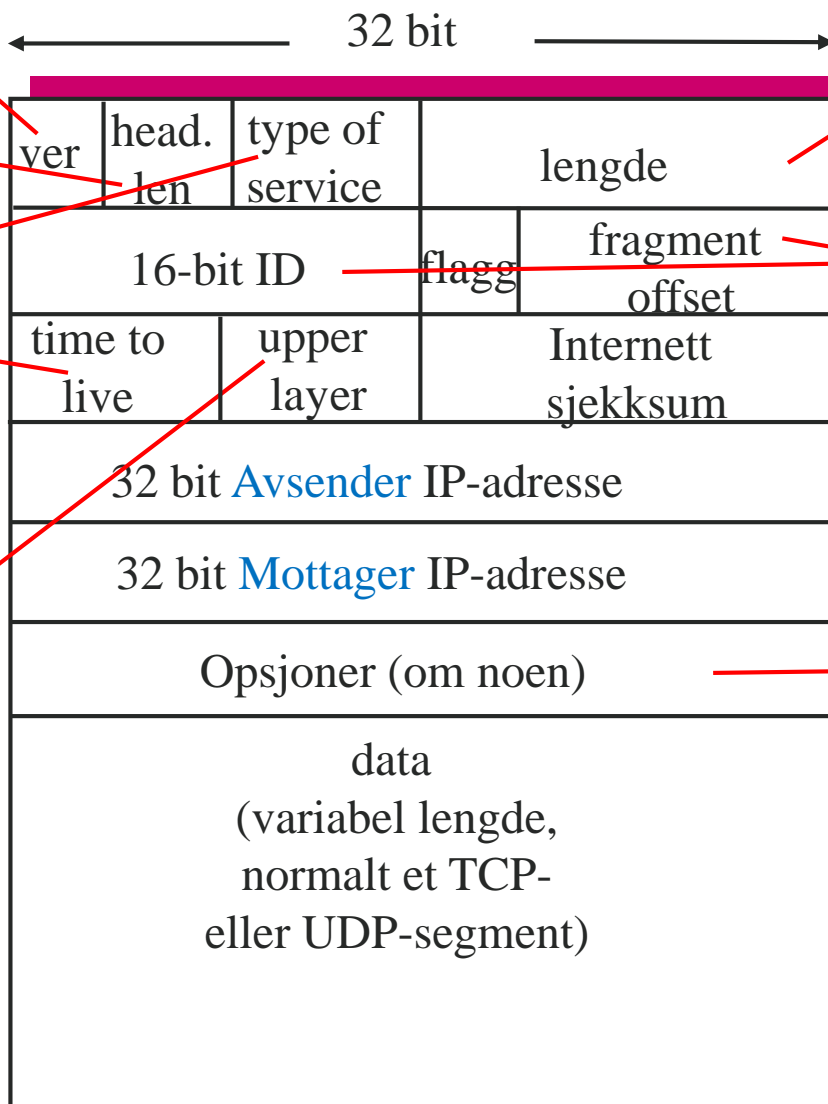 32 bit
ver
head.
len
type of
service
lengde
16-bit ID
flagg
fragment
offset
time to
live
upper
layer
Internett
sjekksum
32 bit Avsender IP-adresse
32 bit Mottager IP-adresse
Opsjoner (om noen)
data
(variabel lengde,
normalt et TCP-
eller UDP-segment)